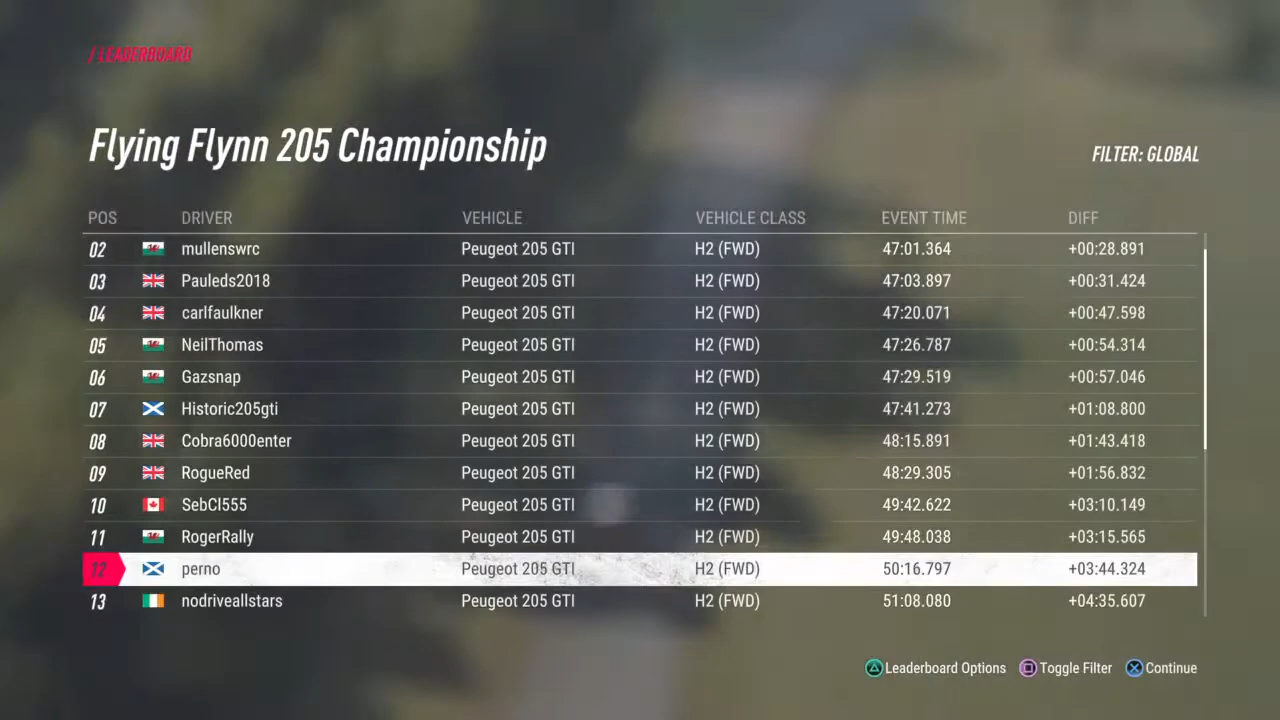 / LEADERBOARD
Flying Flynn 205 Championship
FILTER: GLOBAL
POS DRIVER VEHICLE VEHICLE CLASS EVENT TIME DIFF
02 mullenswrc Peugeot 205 GTI H2 (FWD) 47:01.364 +00:28.891
03 Pauleds2018 Peugeot 205 GTI H2 (FWD) 47:03.897 +00:31.424
04 carlfaulkner Peugeot 205 GTI H2 (FWD) 47:20.071 +00:47.598
05 NeilThomas Peugeot 205 GTI H2 (FWD) 47:26.787 +00:54.314
06 Gazsnap Peugeot 205 GTI H2 (FWD) 47:29.519 +00:57.046
07 Historic205gti Peugeot 205 GTI H2 (FWD) 47:41.273 +01:08.800
08 Cobra6000enter Peugeot 205 GTI H2 (FWD) 48:15.891 +01:43.418
09 RogueRed Peugeot 205 GTI H2 (FWD) 48:29.305 +01:56.832
10 SebCl555 Peugeot 205 GTI H2 (FWD) 49:42.622 +03:10.149
11 RogerRally Peugeot 205 GTI H2 (FWD) 49:48.038 +03:15.565
12 perno Peugeot 205 GTI H2 (FWD) 50:16.797 +03:44.324
13 nodriveallstars Peugeot 205 GTI H2 (FWD) 51:08.080 +04:35.607
Leaderboard Options Toggle Filter Continue